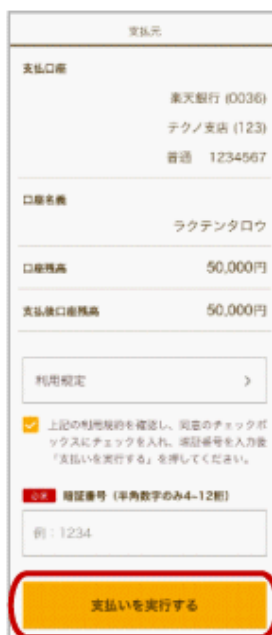 支払元
支払口座
楽天銀行 (0036)
テクノ支店 (123)
普通 1234567
口座名義
ラクテンタロウ
口座残高 50,000円
支払後口座残高 50,000円
利用規定
上記の利用規約を確認し、同意のチェックボ
ックスにチェックを入れ、暗証番号を入力後
「支払いを実行する」を押してください。
必須 暗証番号（半角数字のみ4~12桁）
例：1234
支払いを実行する